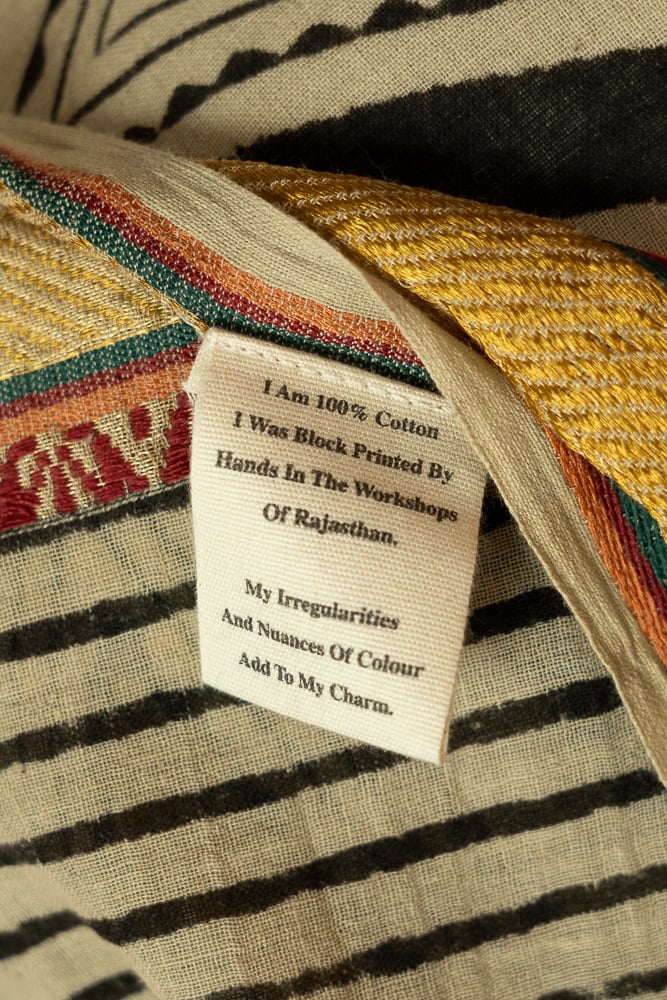 I Am 100% Cotton
I Was Block Printed By
Hands In The Workshops
Of Rajasthan.
My Irregularities
And Nuances Of Colour
Add To My Charm.